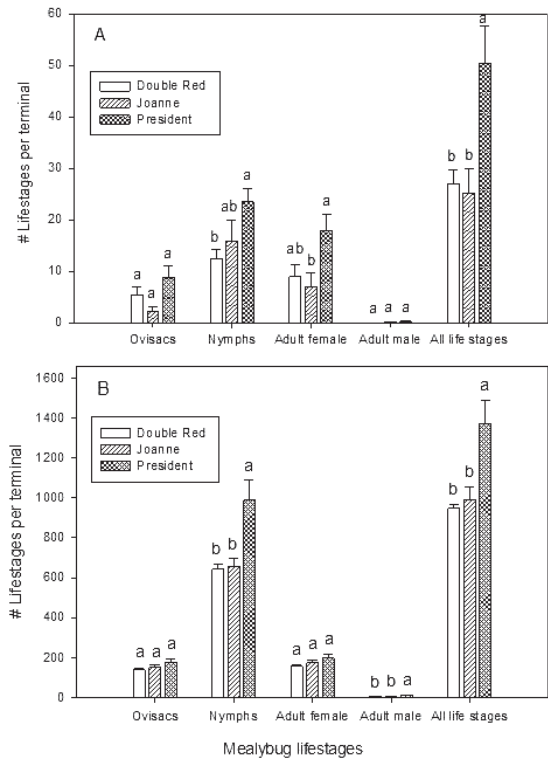 A
60
50
40
30
20
10
0
# Lifestages per terminal
Double Red
Joanne
President
a a a
b ab a
ab b a
a a a
b b a
Ovisacs Nymphs Adult female Adult male All life stages
B
1600
1400
1200
1000
800
600
400
200
0
# Lifestages per terminal
Double Red
Joanne
President
a a a
b b a
a a a
b b a
b b a
Ovisacs Nymphs Adult female Adult male All life stages
Mealybug lifestages